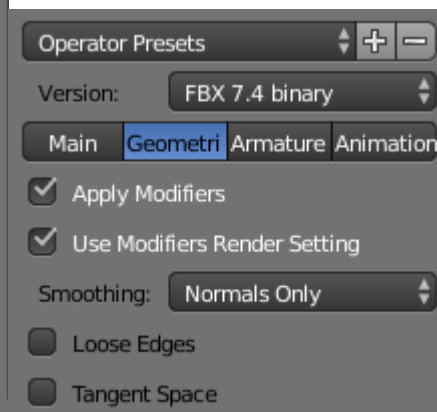 Operator Presets
Version: FBX 7.4 binary
Main Geometri Armature Animation
Apply Modifiers
Use Modifiers Render Setting
Smoothing: Normals Only
Loose Edges
Tangent Space